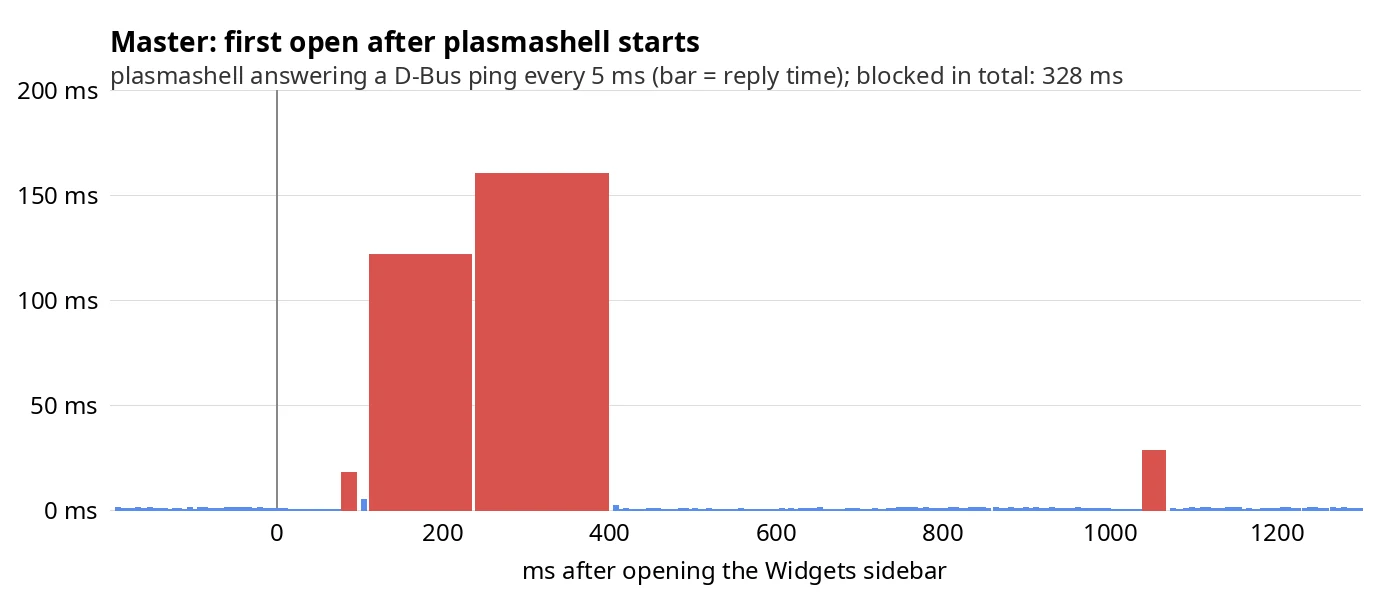 Master: first open after plasmashell starts
plasmashell answering a D-Bus ping every 5 ms (bar = reply time); blocked in total: 328 ms
200 ms
150 ms
100 ms
50 ms
0 ms
0 200 400 600 800 1000 1200
ms after opening the Widgets sidebar